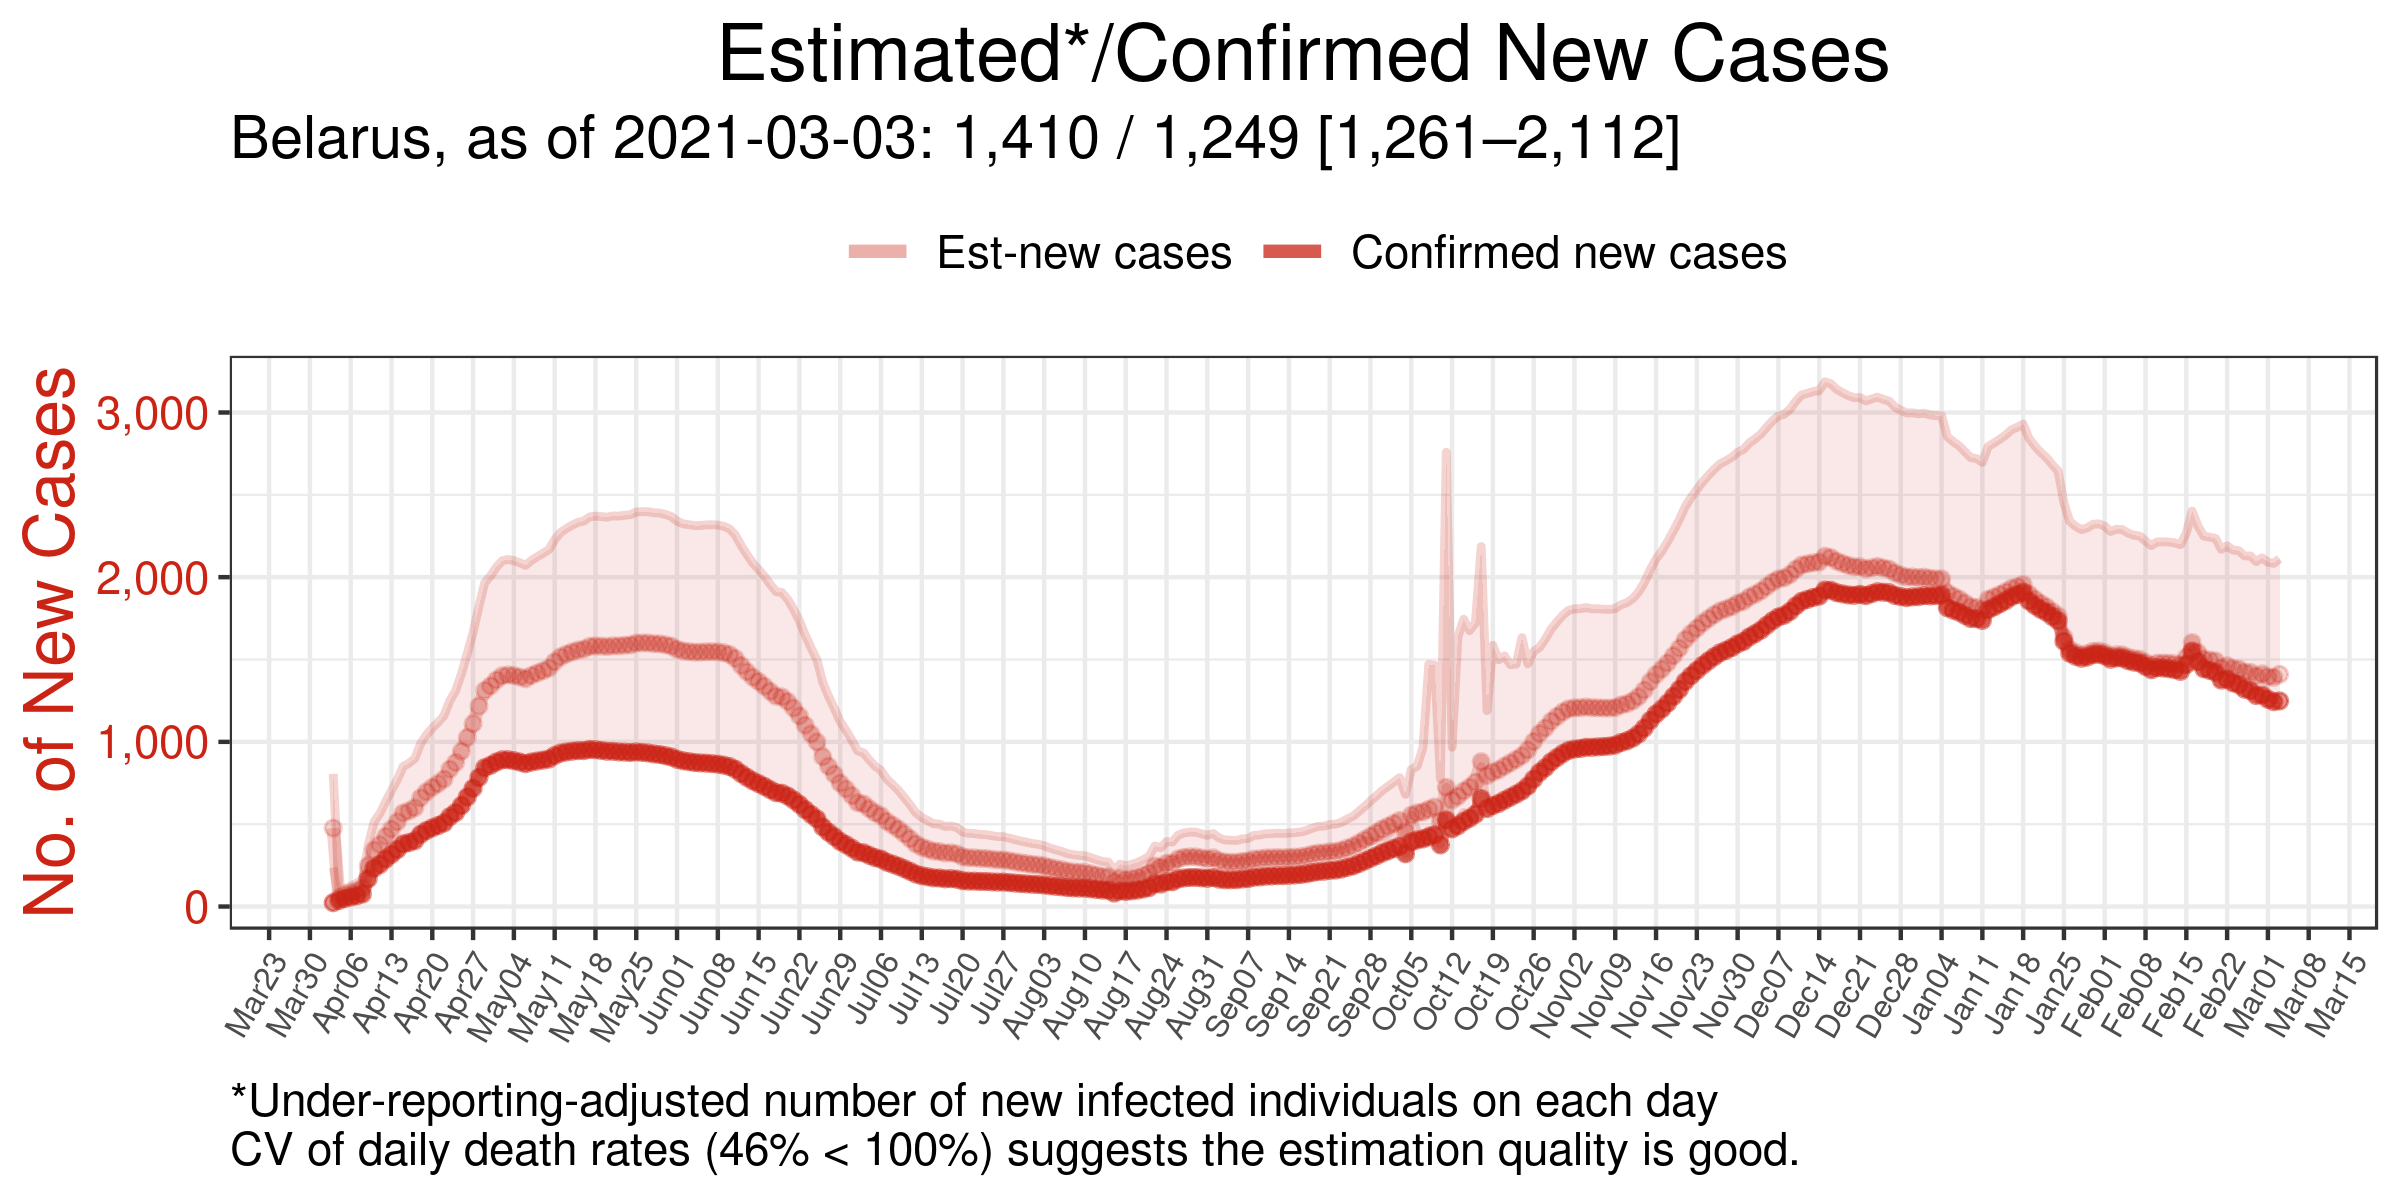 Estimated*/Confirmed New Cases
Belarus, as of 2021-03-03: 1,410 / 1,249 [1,261–2,112]
Est-new cases Confirmed new cases
No. of New Cases
3,000
2,000
1,000
0
Mar23 Mar30 Apr06 Apr13 Apr20 Apr27 May04 May11 May18 May25 Jun01 Jun08 Jun15 Jun22 Jun29 Jul06 Jul13 Jul20 Jul27 Aug03 Aug10 Aug17 Aug24 Aug31 Sep07 Sep14 Sep21 Sep28 Oct05 Oct12 Oct19 Oct26 Nov02 Nov09 Nov16 Nov23 Nov30 Dec07 Dec14 Dec21 Dec28 Jan04 Jan11 Jan18 Jan25 Feb01 Feb08 Feb15 Feb22 Mar01 Mar08 Mar15
*Under-reporting-adjusted number of new infected individuals on each day
CV of daily death rates (46% < 100%) suggests the estimation quality is good.